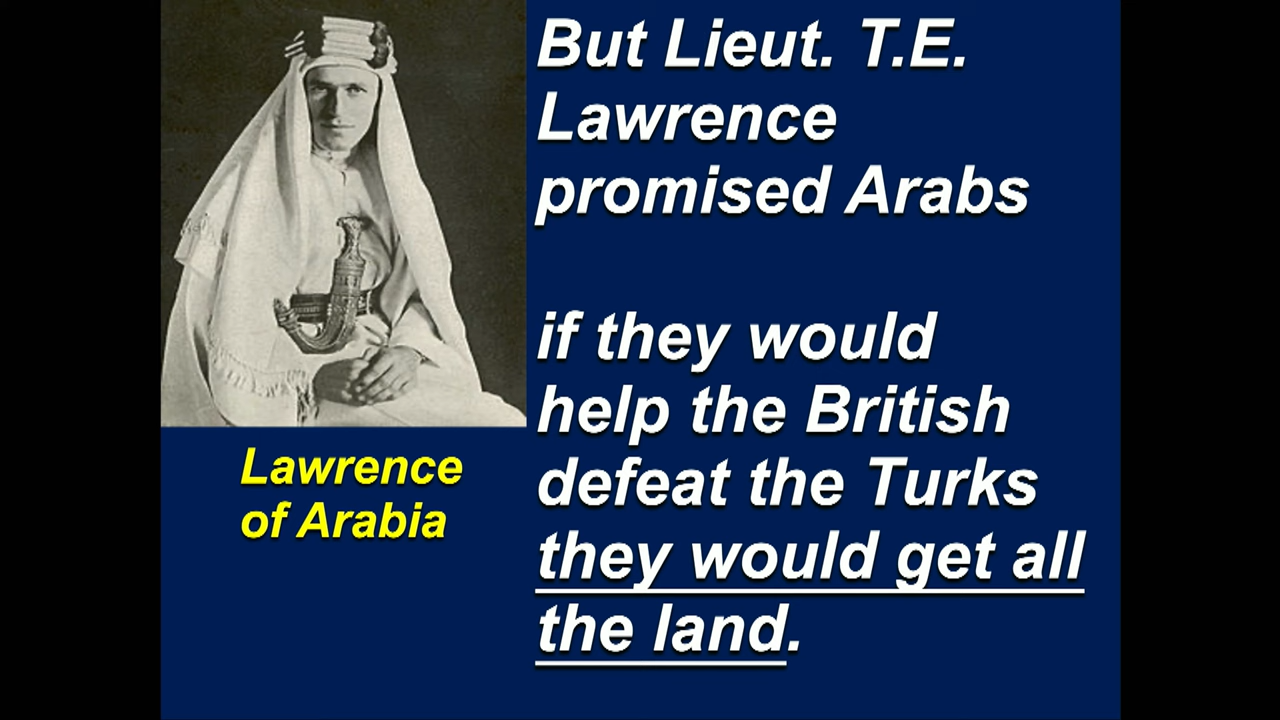 But Lieut. T.E.
Lawrence
promised Arabs
if they would
help the British
defeat the Turks
they would get all
the land.
Lawrence
of Arabia